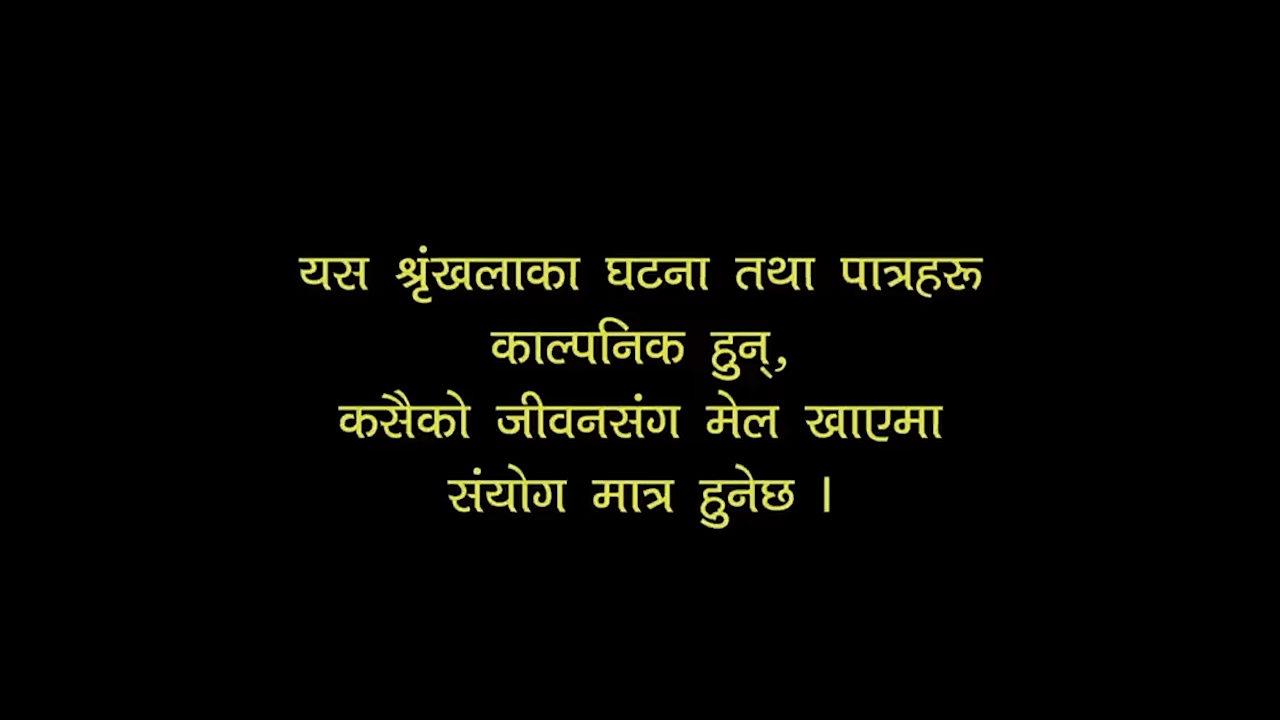 यस श्रृंखलाका घटना तथा पात्रहरू
काल्पनिक हुन्,
कसैको जीवनसंग मेल खाएमा
संयोग मात्र हुनेछ ।